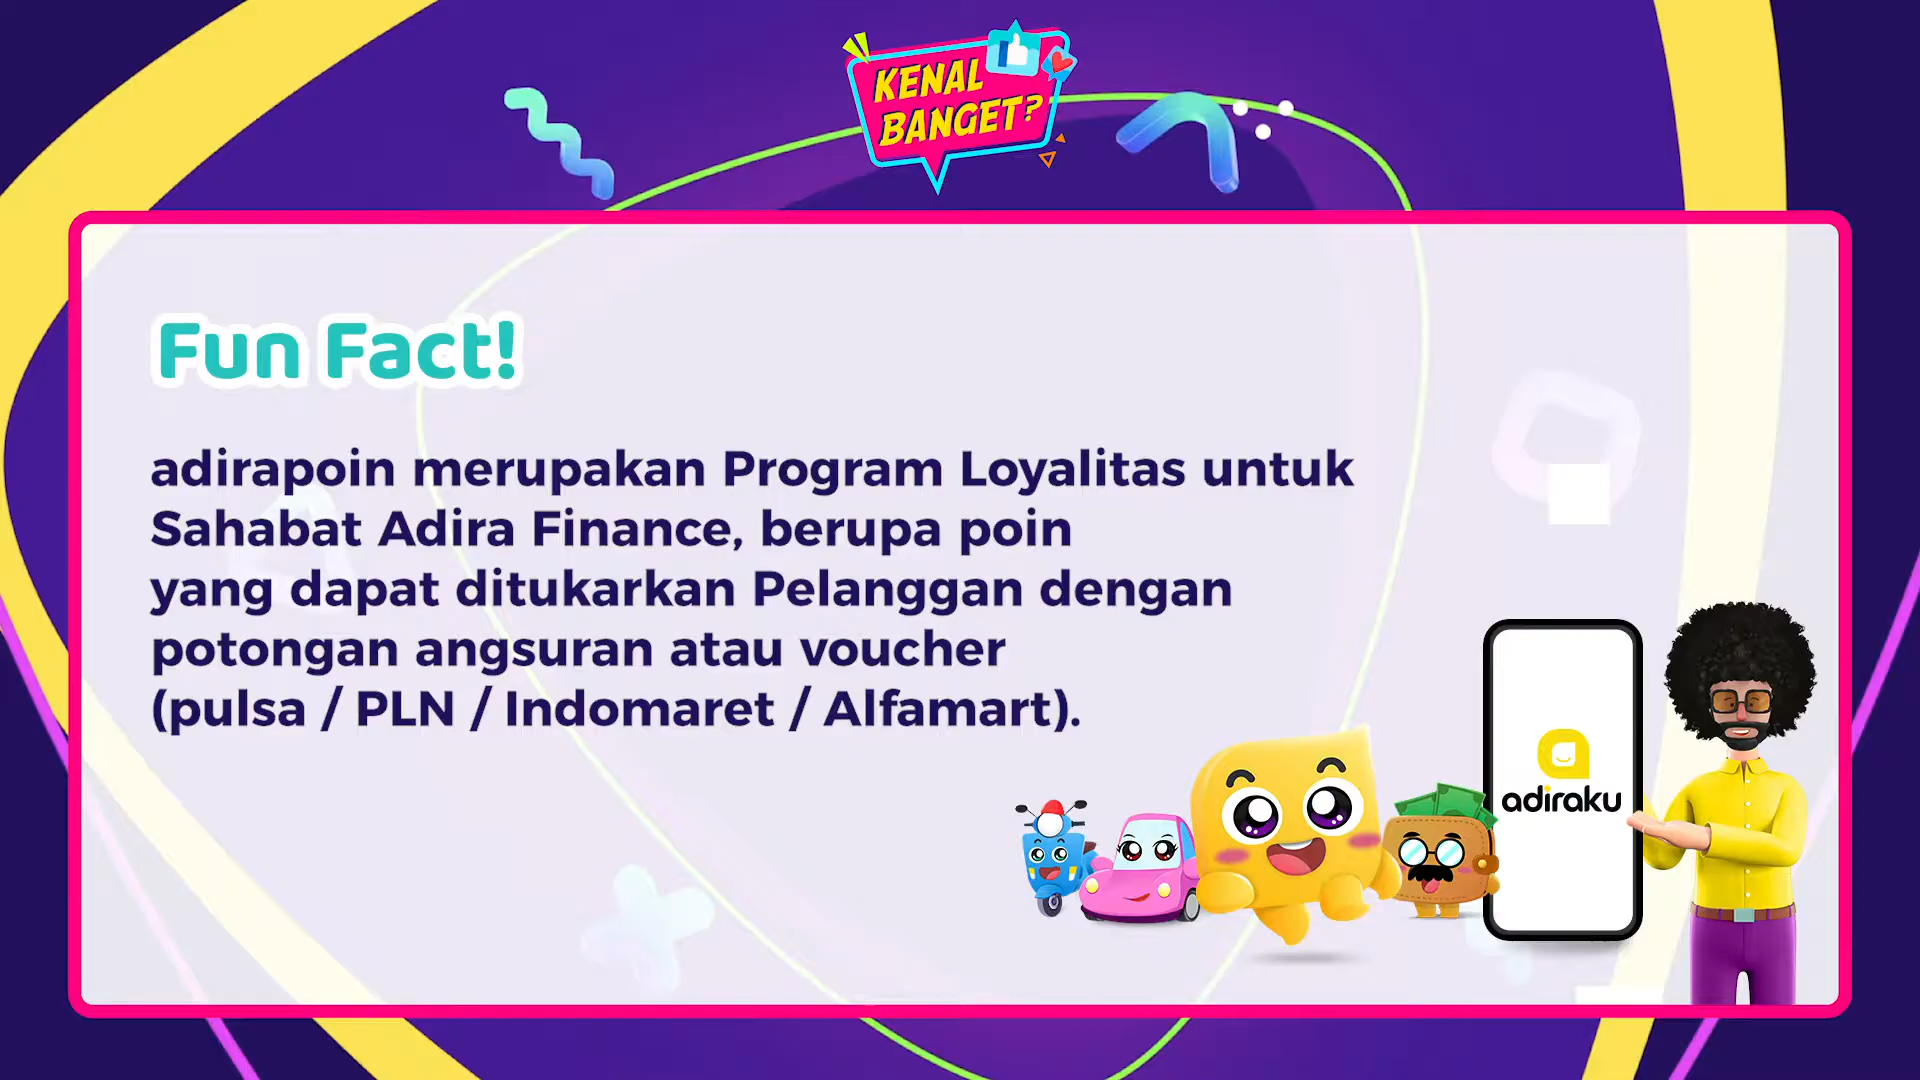 KENAL
BANGET?
Fun Fact!
adirapoin merupakan Program Loyalitas untuk
Sahabat Adira Finance, berupa poin
yang dapat ditukarkan Pelanggan dengan
potongan angsuran atau voucher
(pulsa / PLN / Indomaret / Alfamart).
adiraku